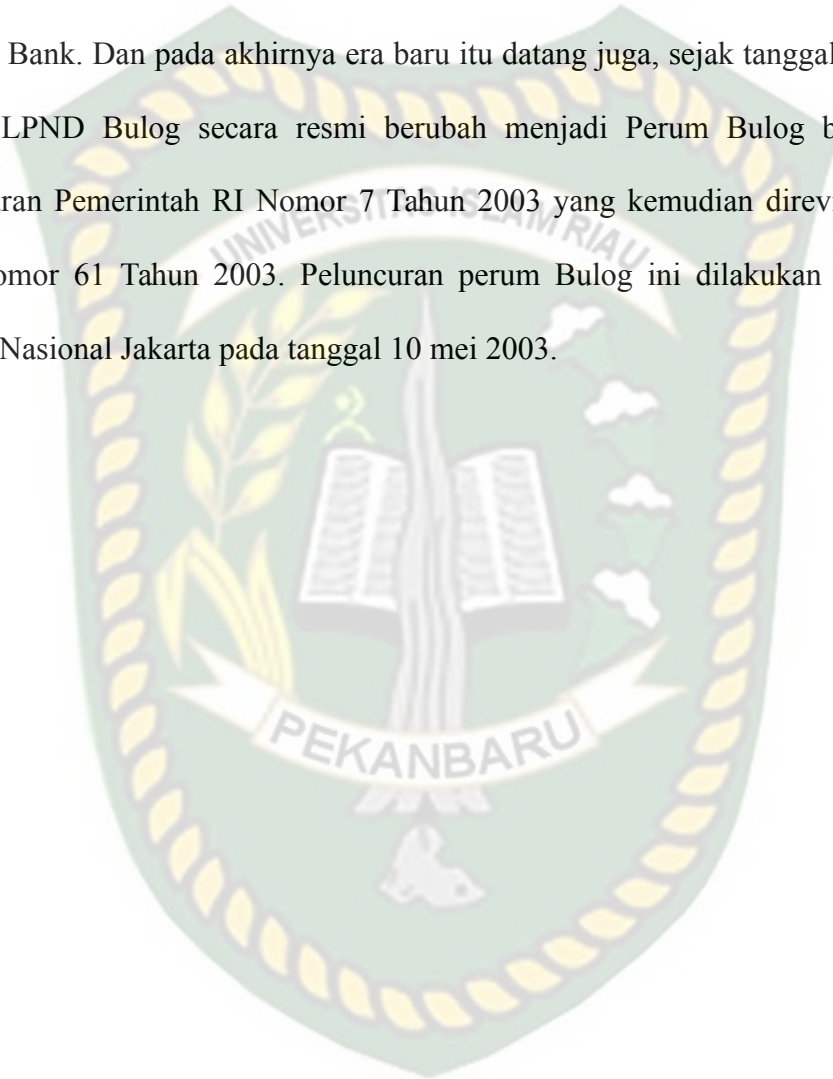 Bank. Dan pada akhirnya era baru itu datang juga, sejak tanggal
LPND Bulog secara resmi berubah menjadi Perum Bulog b
ran Pemerintah RI Nomor 7 Tahun 2003 yang kemudian direv
omor 61 Tahun 2003. Peluncuran perum Bulog ini dilakukan
Nasional Jakarta pada tanggal 10 mei 2003.
UNIVERSITAS ISLAM RIAU
PEKANBARU